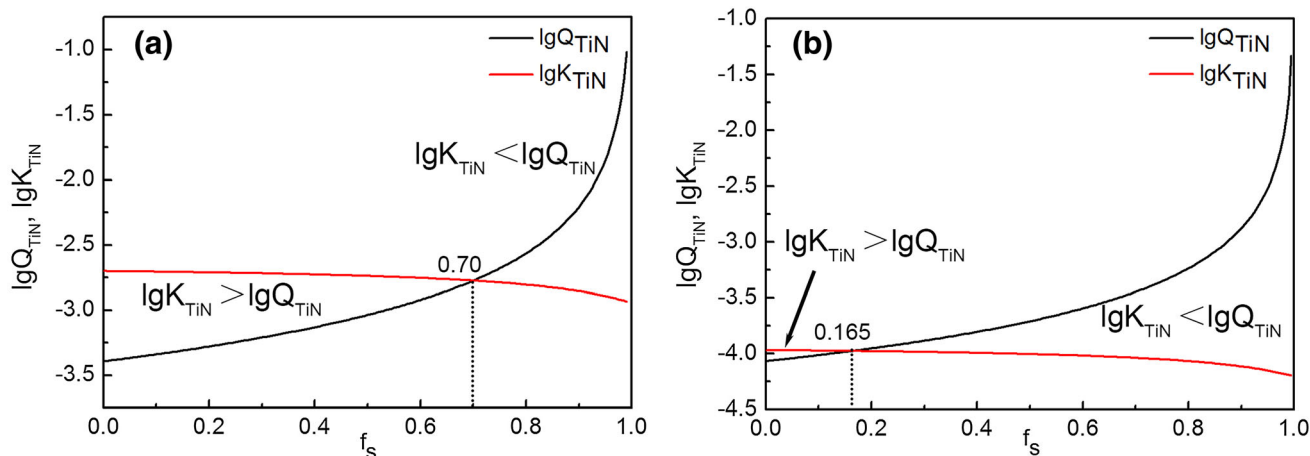 (a)
lgQTiN
lgKTiN
lgKTiN<lgQTiN
0.70
lgKTiN>lgQTiN
-1.0
-1.5
-2.0
-2.5
-3.0
-3.5
lgQTiN, lgKTiN
0.0 0.2 0.4 0.6 0.8 1.0
fs
(b)
lgQTiN
lgKTiN
lgKTiN>lgQTiN
0.165
lgKTiN<lgQTiN
-1.0
-1.5
-2.0
-2.5
-3.0
-3.5
-4.0
-4.5
lgQTiN, lgKTiN
0.0 0.2 0.4 0.6 0.8 1.0
fs